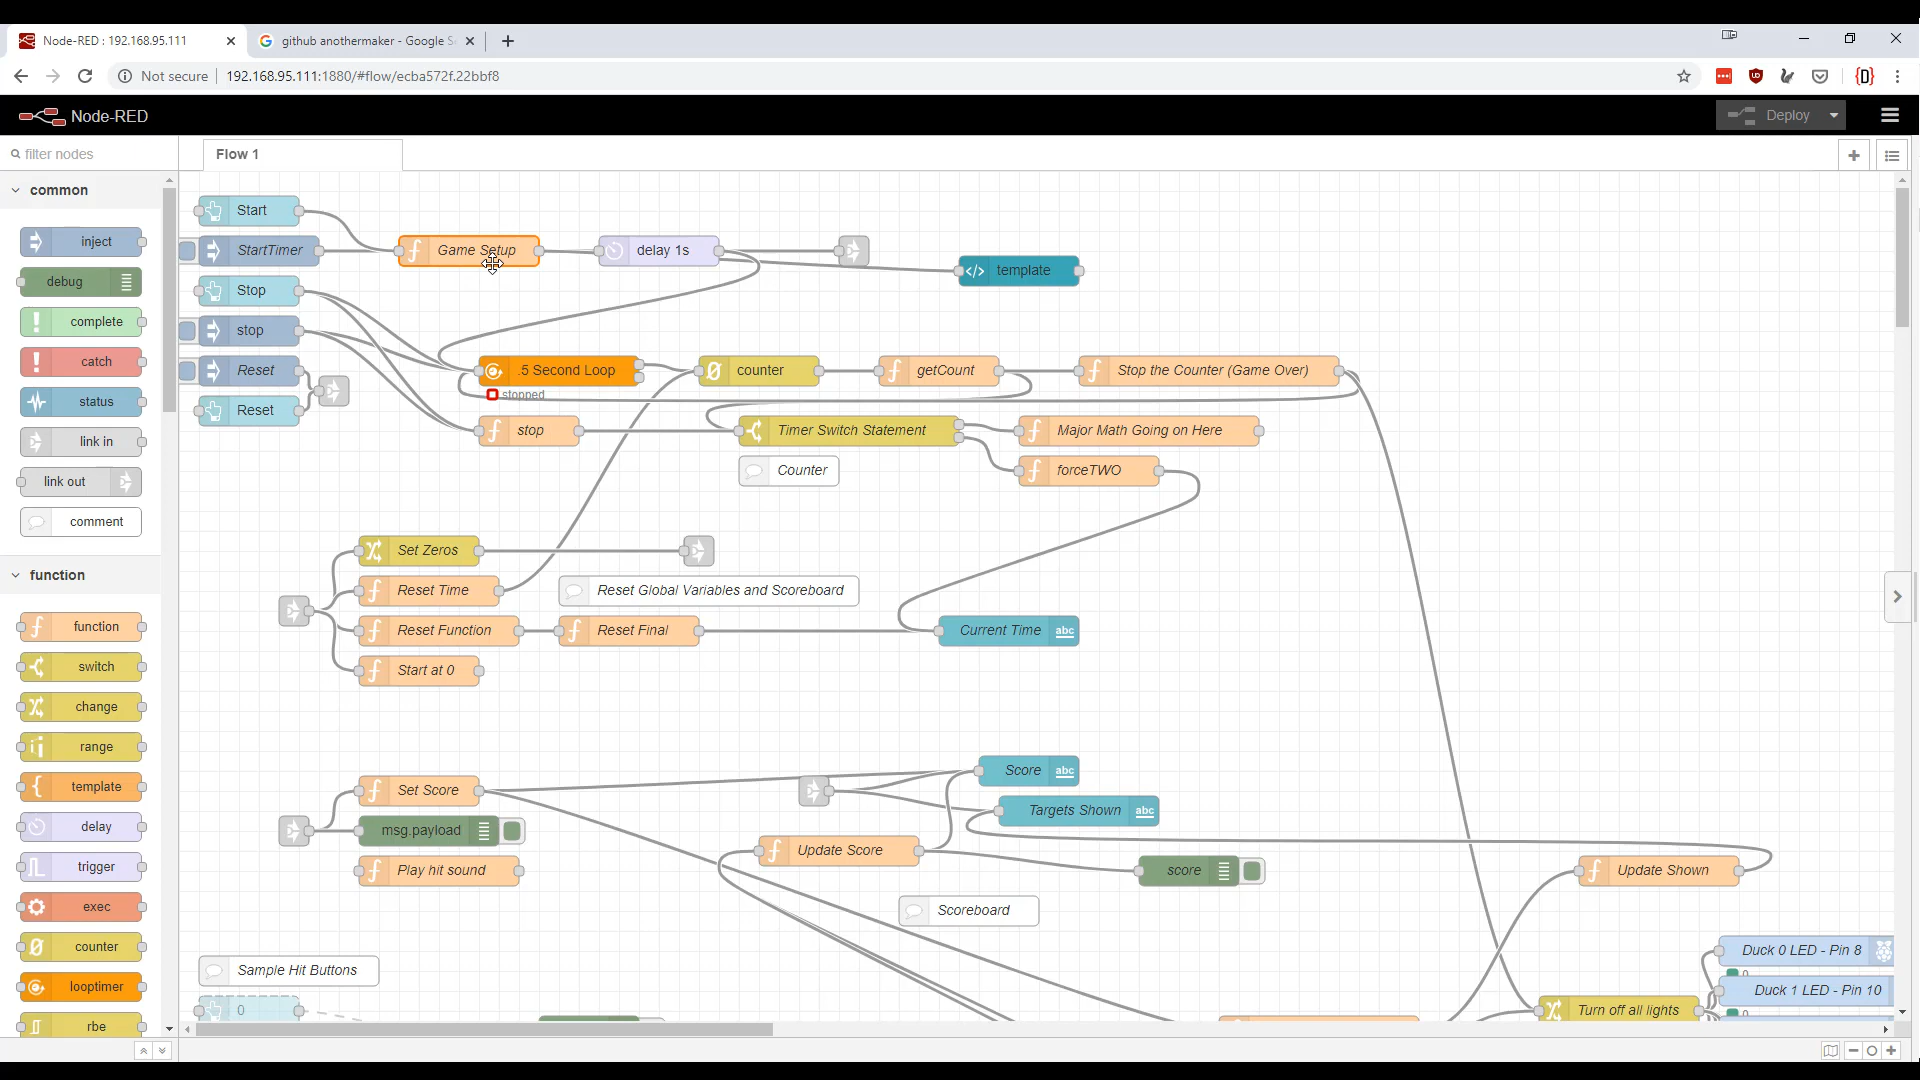 Node-RED : 192.168.95.111
github anothermaker - Google S
Not secure
192.168.95.111:1880/#flow/ecba572f.22bbf8
Node-RED
Deploy
filter nodes
Flow 1
common
inject
debug
complete
catch
status
link in
link out
comment
function
function
switch
change
range
template
delay
trigger
exec
counter
looptimer
rbe
Start
StartTimer
Game Setup
delay 1s
template
Stop
stop
Reset
Reset
.5 Second Loop
stopped
counter
getCount
Stop the Counter (Game Over)
stop
Timer Switch Statement
Major Math Going on Here
Counter
forceTWO
Set Zeros
Reset Time
Reset Global Variables and Scoreboard
Reset Function
Reset Final
Current Time abc
Start at 0
Set Score
Score abc
Targets Shown abc
msg.payload
Update Score
Play hit sound
score
Update Shown
Scoreboard
Duck 0 LED - Pin 8
Sample Hit Buttons
Duck 1 LED - Pin 10
0
Turn off all lights